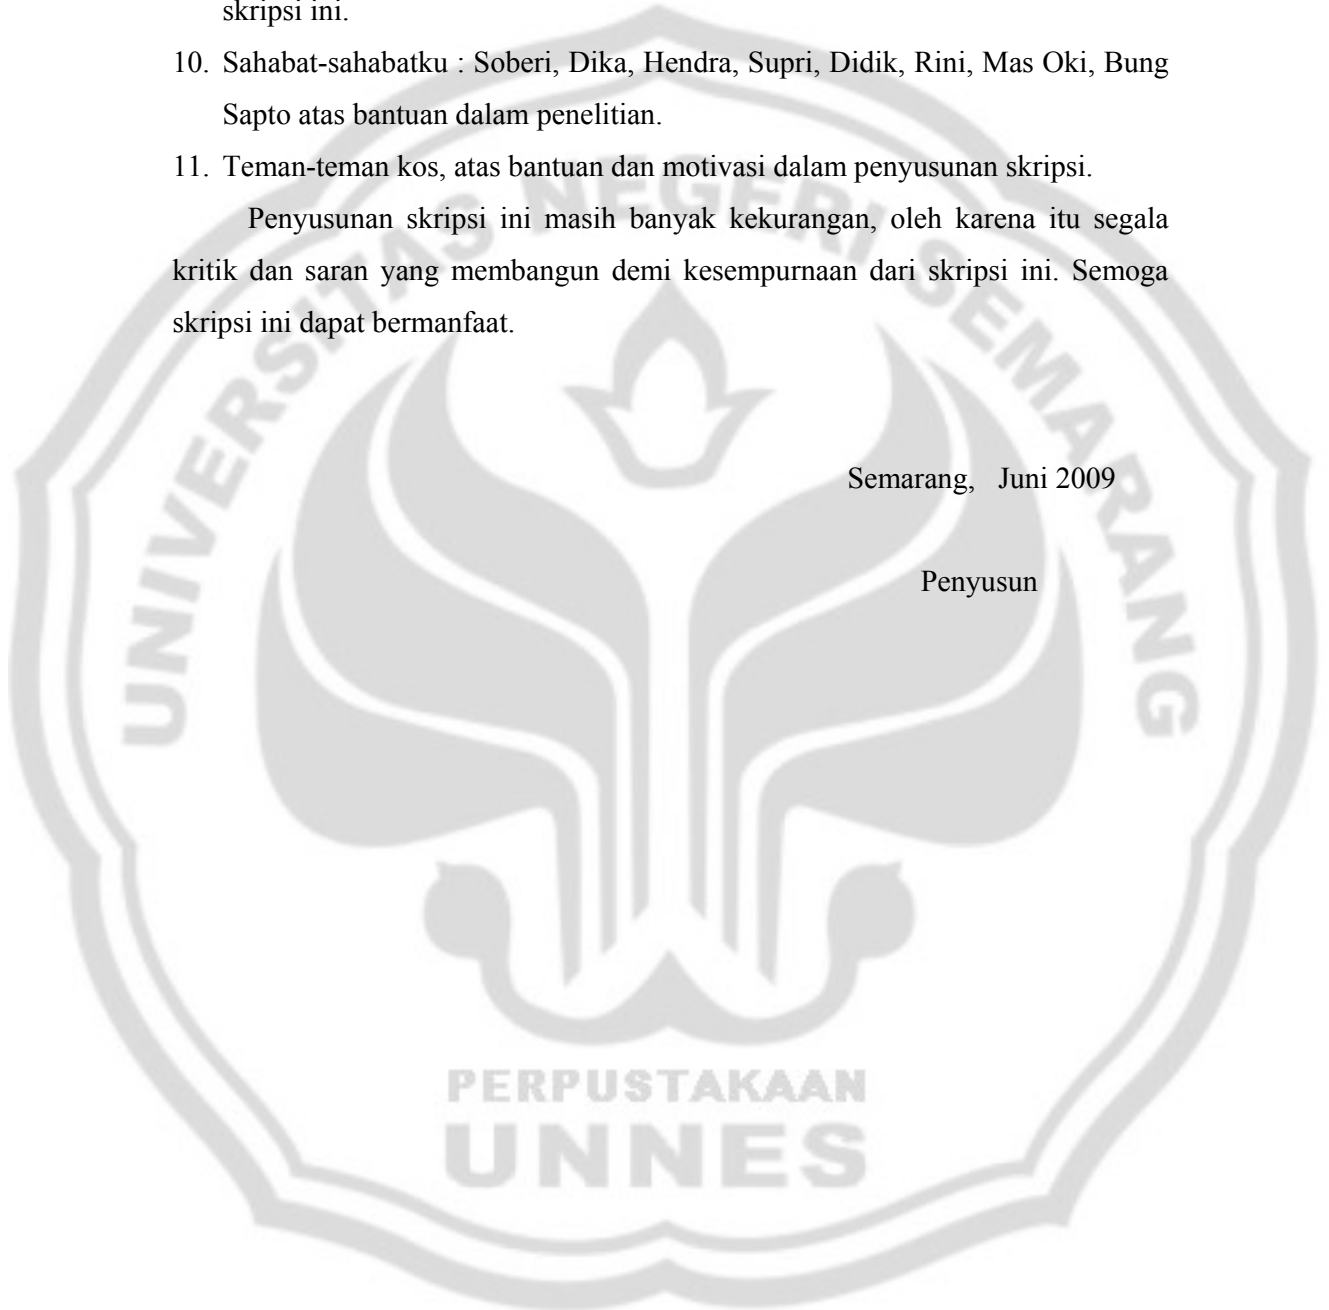 skripsi ini.
10. Sahabat-sahabatku : Soberi, Dika, Hendra, Supri, Didik, Rini, Mas Oki, Bung
Sapto atas bantuan dalam penelitian.
11. Teman-teman kos, atas bantuan dan motivasi dalam penyusunan skripsi.
Penyusunan skripsi ini masih banyak kekurangan, oleh karena itu segala
kritik dan saran yang membangun demi kesempurnaan dari skripsi ini. Semoga
skripsi ini dapat bermanfaat.
Semarang, Juni 2009
Penyusun
UNIVERSITAS NEGERI SEMARANG
PERPUSTAKAAN
UNNES